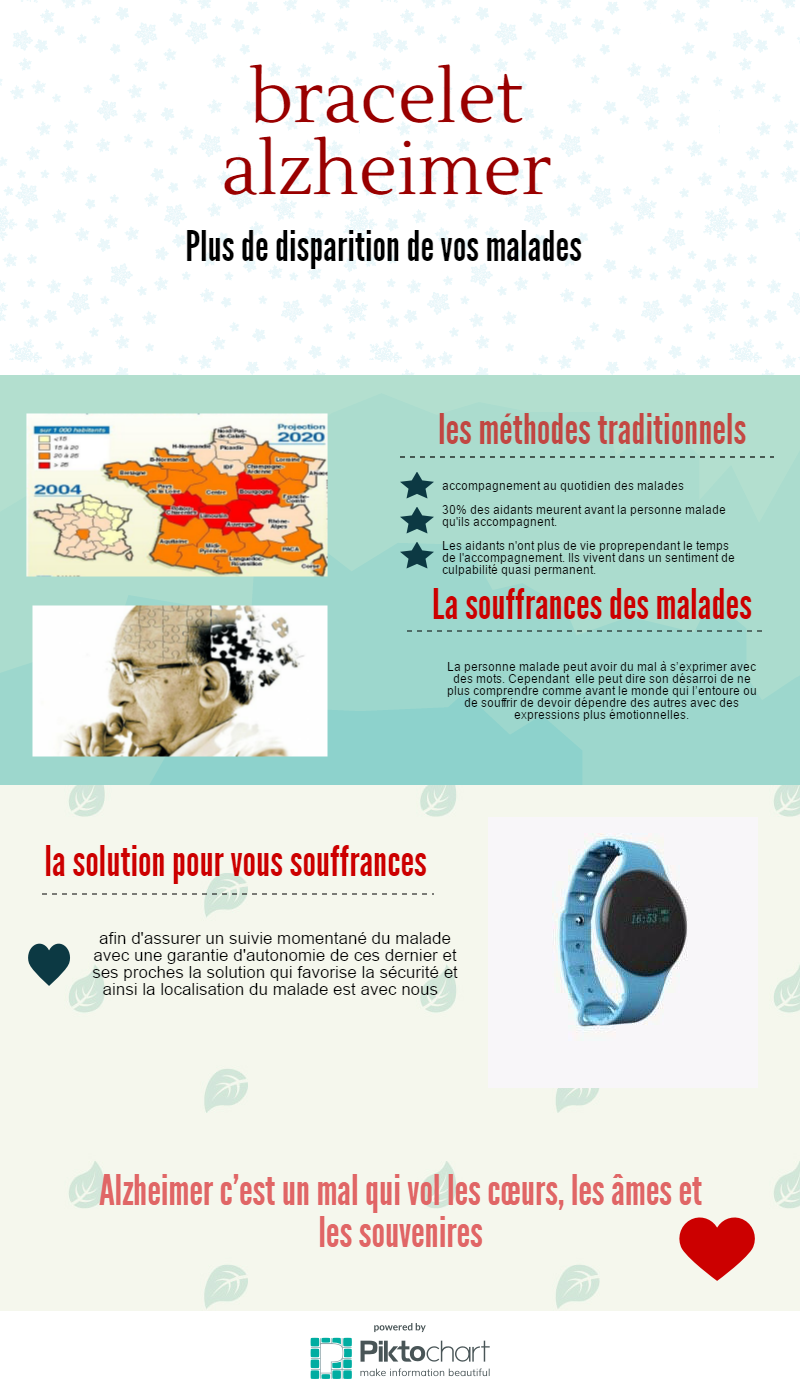 bracelet
alzheimer
Plus de disparition de vos malades
sur 1 000 habitants
<15
15 à 20
20 à 25
> 25
Projection
2020
2004
Nord-Pas-
de-Calais
H-Normandie
Picardie
B-Normandie
IDF
Champagne-
Ardenne
Lorraine
Alsace
Bretagne
Pays
de la Loire
Centre
Bourgogne
Franche-
Comté
Poitou-
Charentes
Limousin
Auvergne
Rhône-
Alpes
Aquitaine
Midi
Pyrénées
Languedoc-
Roussillon
PACA
Corse
les méthodes traditionnels
accompagnement au quotidien des malades
30% des aidants meurent avant la personne malade
qu'ils accompagnent.
Les aidants n'ont plus de vie proprependant le temps
de l'accompagnement. Ils vivent dans un sentiment de
culpabilité quasi permanent.
La souffrances des malades
La personne malade peut avoir du mal à s'exprimer avec
des mots. Cependant elle peut dire son désarroi de ne
plus comprendre comme avant le monde qui l'entoure ou
de souffrir de devoir dépendre des autres avec des
expressions plus émotionnelles.
la solution pour vous souffrances
afin d'assurer un suivie momentané du malade
avec une garantie d'autonomie de ces dernier et
ses proches la solution qui favorise la sécurité et
ainsi la localisation du malade est avec nous
16:53
Alzheimer c'est un mal qui vol les cœurs, les âmes et
les souvenires
powered by
Piktochart
make information beautiful